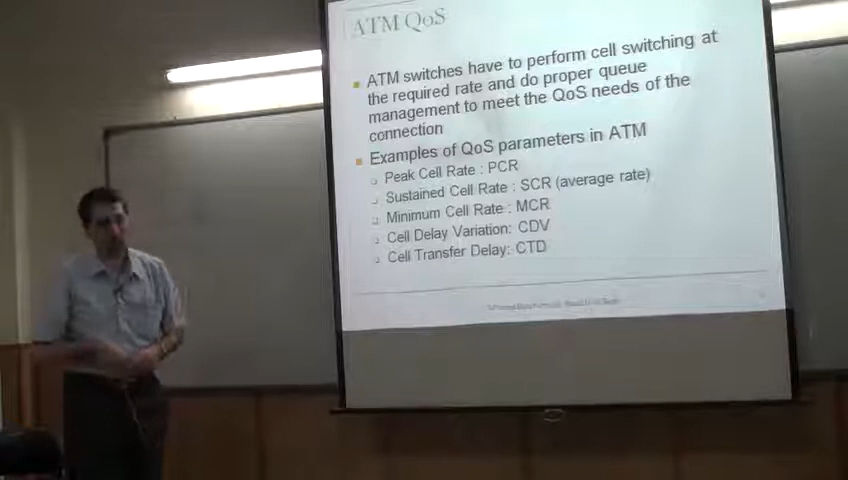 ATM QoS
ATM switches have to perform cell switching at
the required rate and do proper queue
management to meet the QoS needs of the
connection
Examples of QoS parameters in ATM
Peak Cell Rate : PCR
Sustained Cell Rate : SCR (average rate)
Minimum Cell Rate : MCR
Cell Delay Variation: CDV
Cell Transfer Delay: CTD